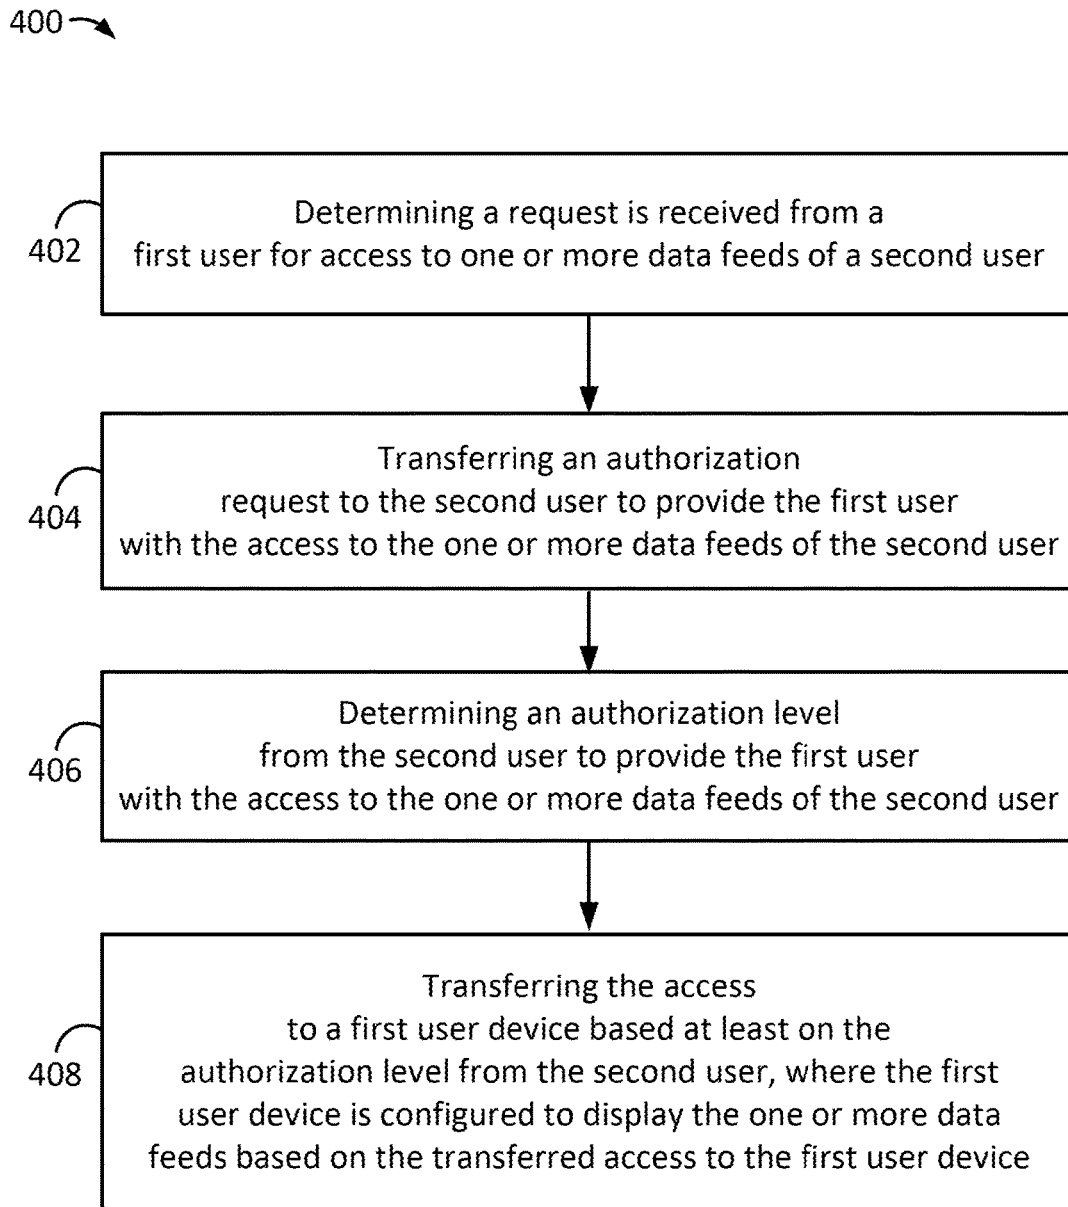 400
402
Determining a request is received from a
first user for access to one or more data feeds of a second user
404
Transferring an authorization
request to the second user to provide the first user
with the access to the one or more data feeds of the second user
406
Determining an authorization level
from the second user to provide the first user
with the access to the one or more data feeds of the second user
408
Transferring the access
to a first user device based at least on the
authorization level from the second user, where the first
user device is configured to display the one or more data
feeds based on the transferred access to the first user device